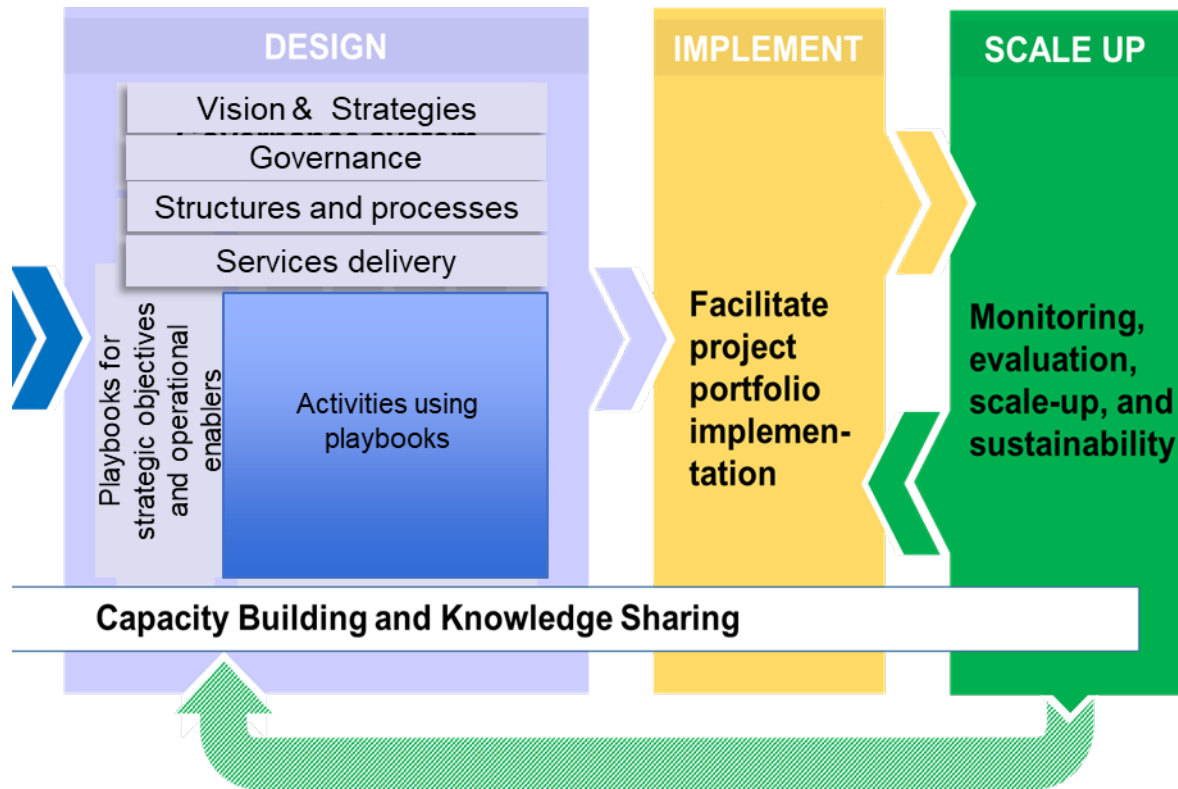 DESIGN
Vision & Strategies
Governance system
Governance
Structures and processes
Services delivery
Playbooks for
strategic objectives
and operational
enablers
Activities using
playbooks
IMPLEMENT
Facilitate
project
portfolio
implemen-
tation
SCALE UP
Monitoring,
evaluation,
scale-up, and
sustainability
Capacity Building and Knowledge Sharing